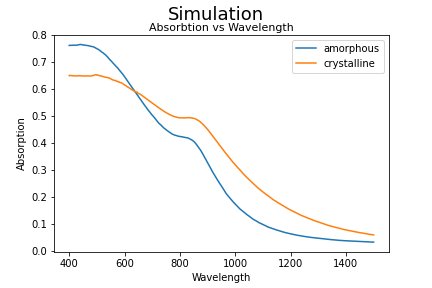 Simulation
Absorbtion vs Wavelength
0.8
0.7
0.6
0.5
0.4
0.3
0.2
0.1
0.0
Absorption
amorphous
crystalline
400 600 800 1000 1200 1400
Wavelength